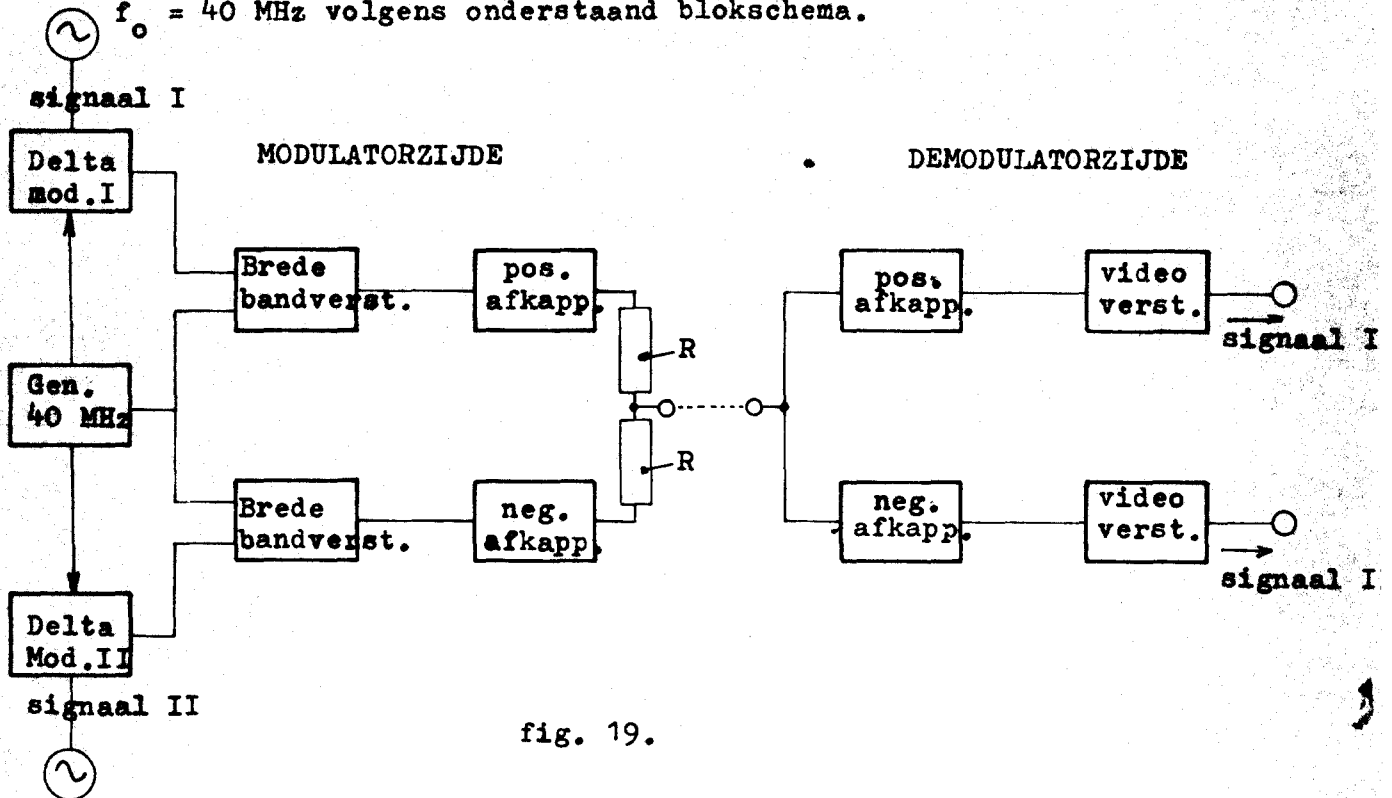 f₀ = 40 MHz volgens onderstaand blokschema.
signaal I
MODULATORZIJDE
DEMODULATORZIJDE
Delta
mod.I
Brede
bandverst.
pos.
afkapp.
pos.
afkapp.
video
verst.
signaal I
R
Gen.
40 MHz
R
Brede
bandverst.
neg.
afkapp.
neg.
afkapp.
video
verst.
signaal I
Delta
Mod.II
signaal II
fig. 19.